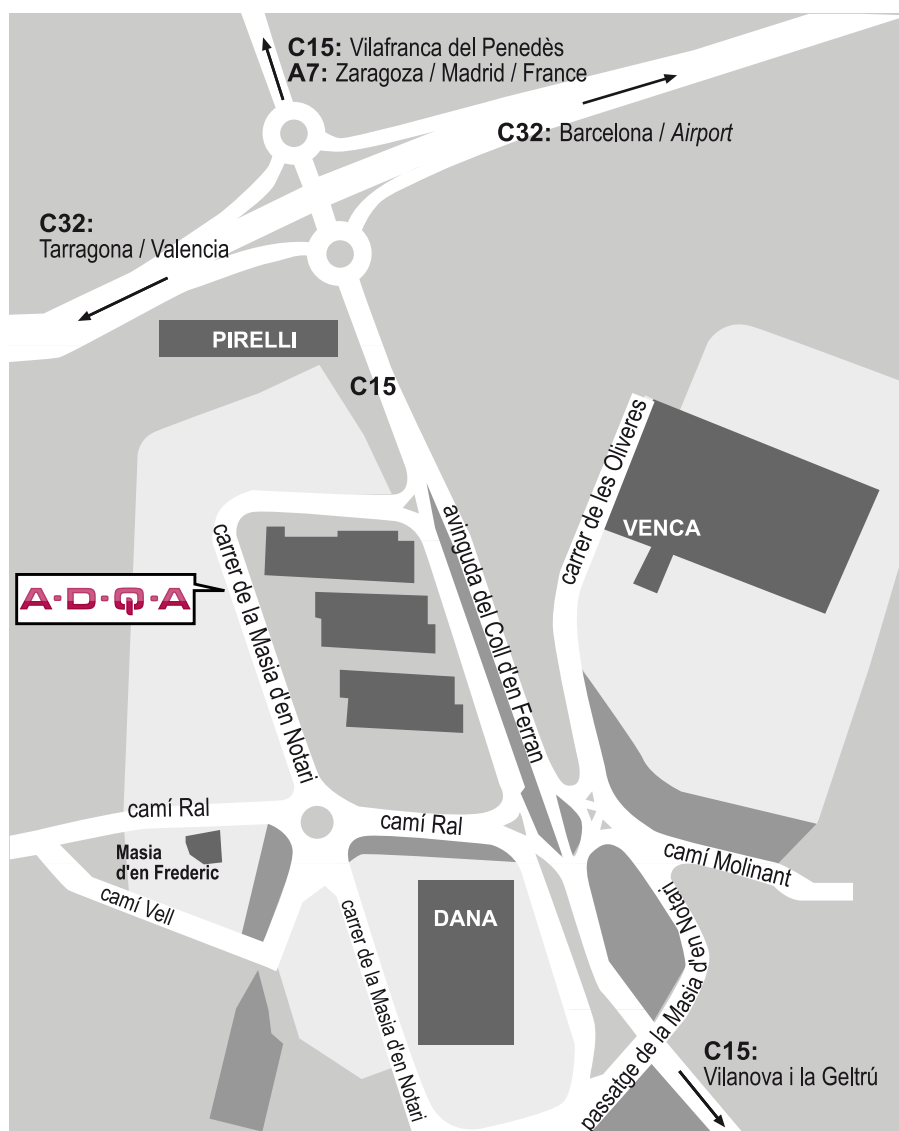 C15: Vilafranca del Penedès
A7: Zaragoza / Madrid / France
C32: Barcelona / Airport
C32:
Tarragona / Valencia
PIRELLI
C15
carrer de les Oliveres
VENCA
avinguda del Coll d'en Ferran
A·D·Q·A
carrer de la Masia d'en Notari
camí Ral
camí Ral
Masia
d'en Frederic
camí Vell
camí Molinant
DANA
carrer de la Masia d'en Notari
passatge de la Masia d'en Notari
C15:
Vilanova i la Geltrú